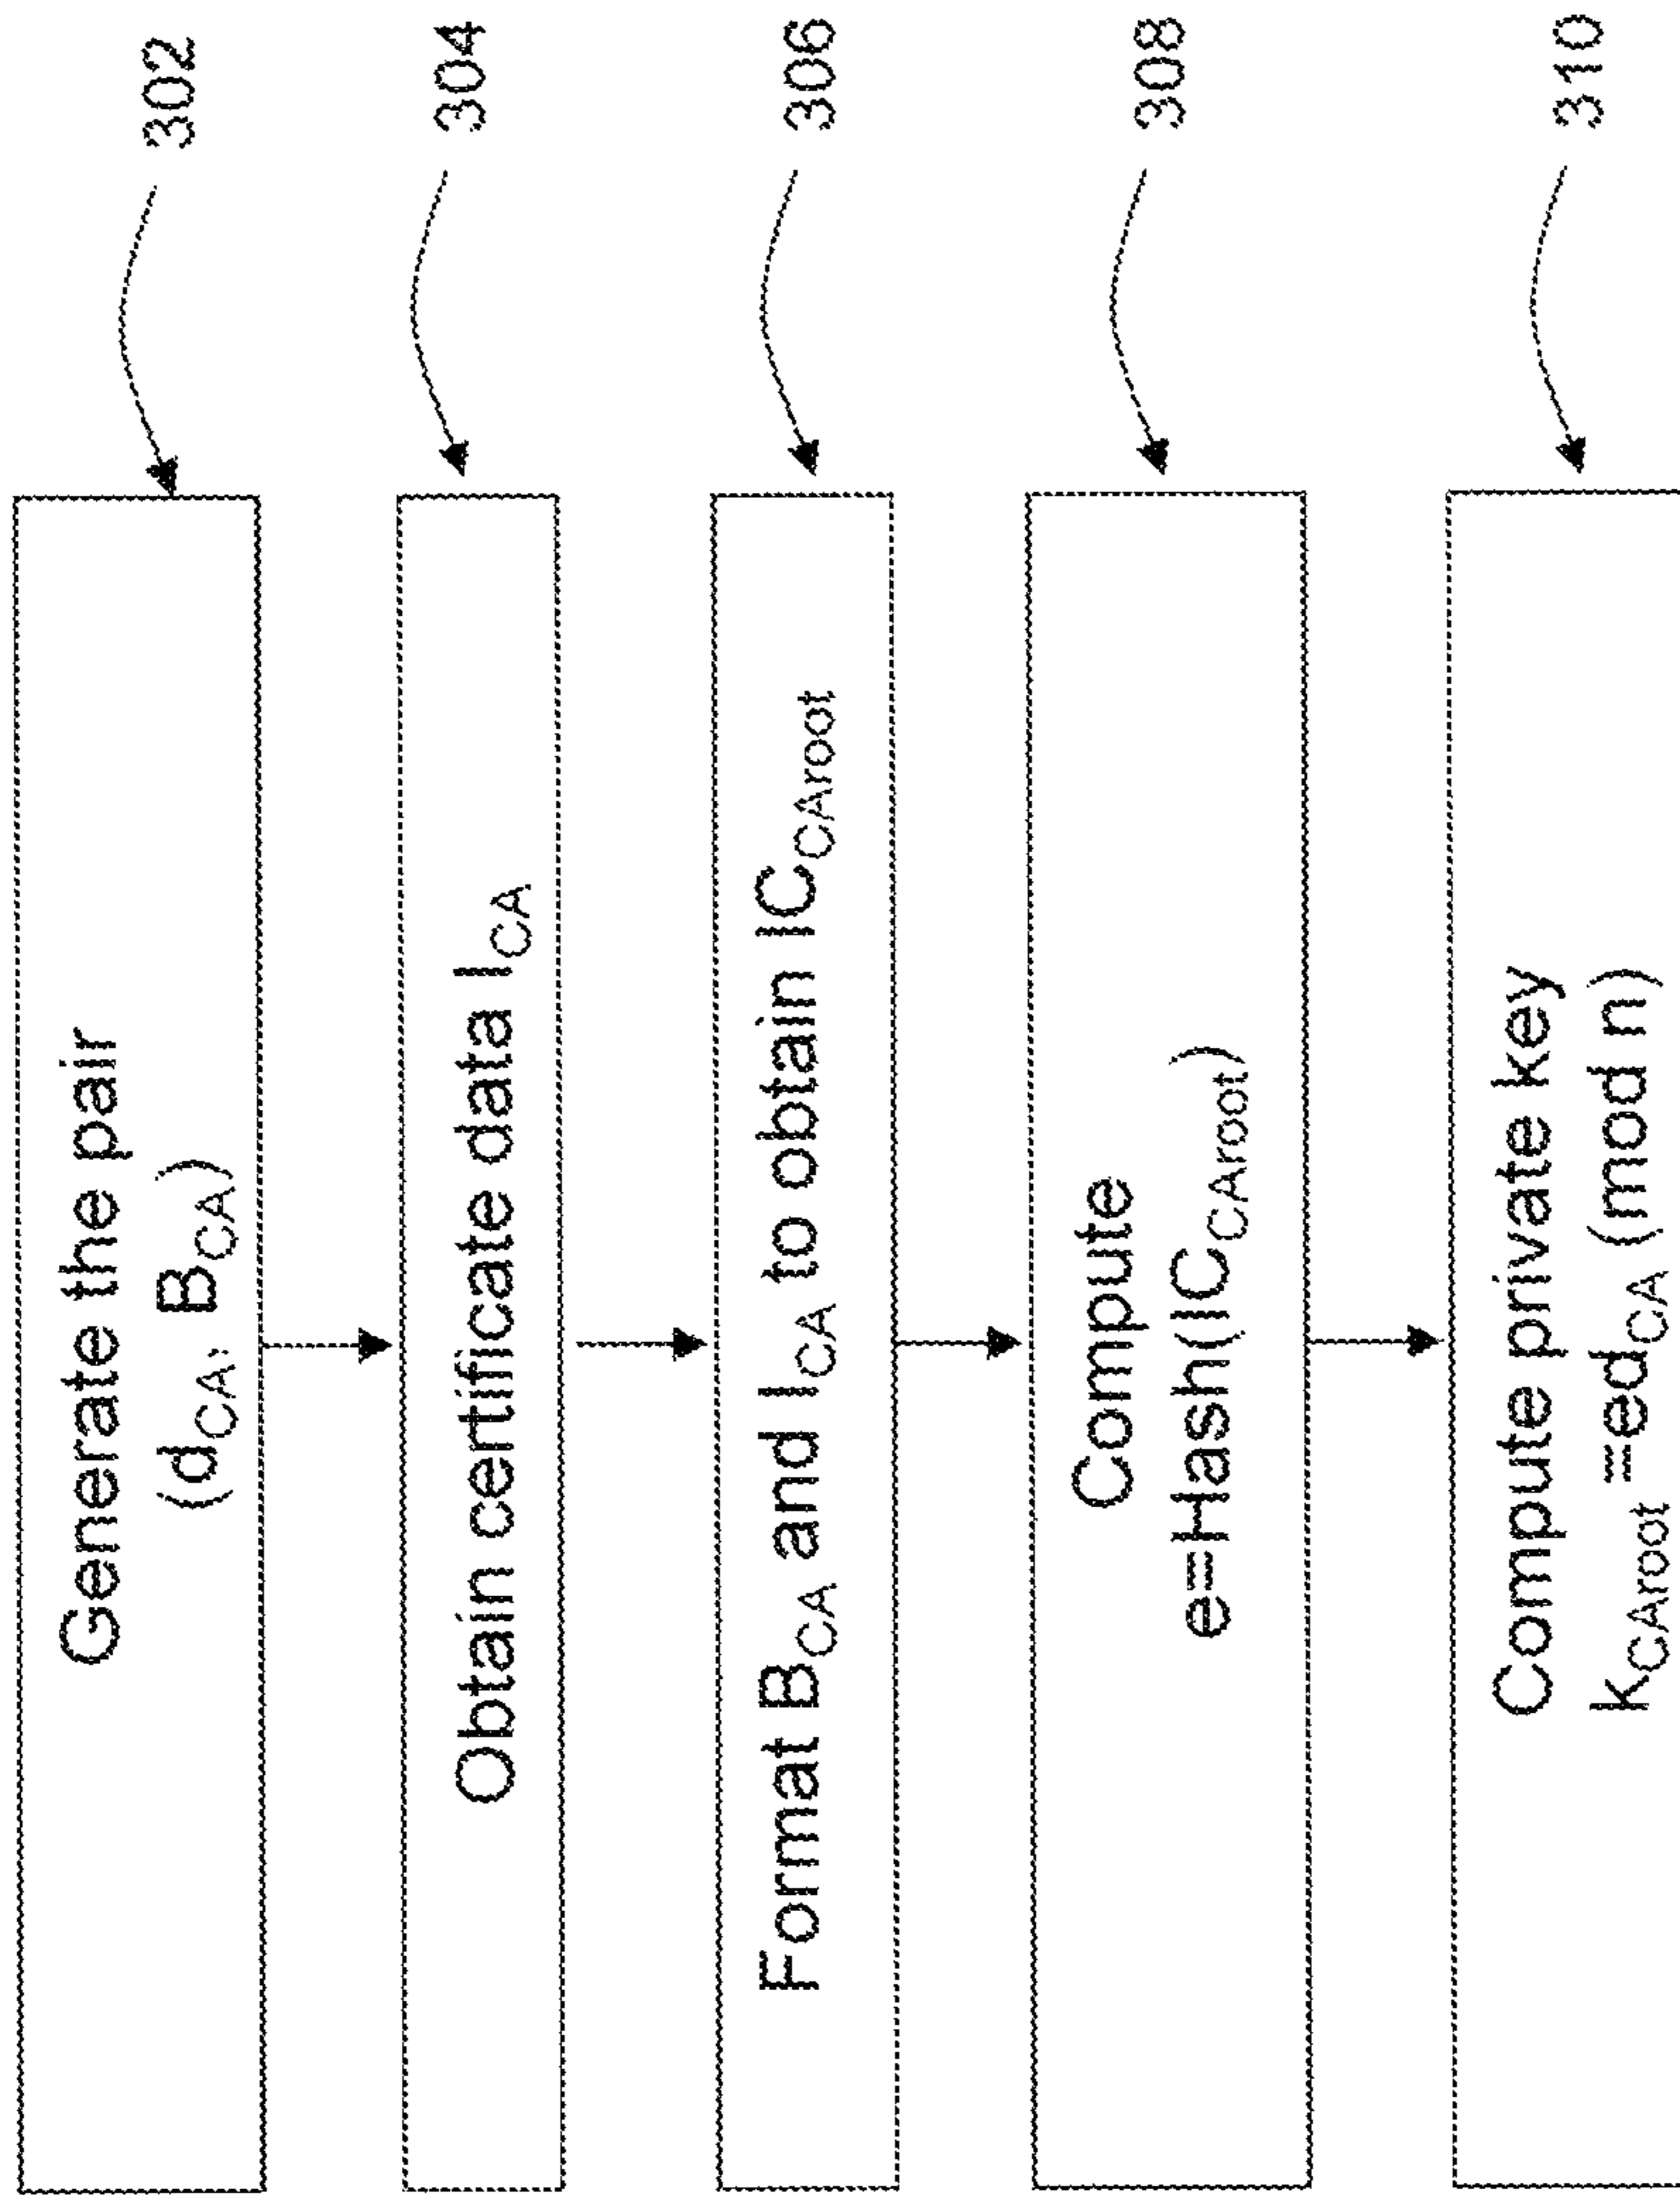 Generate the pair
(d_CA, B_CA)
302
Obtain certificate data I_CA
304
Format B_CA and I_CA to obtain IC_CAroot
306
Compute
e=Hash(IC_CAroot)
308
Compute private key
k_CAroot ≡ed_CA (mod n)
310